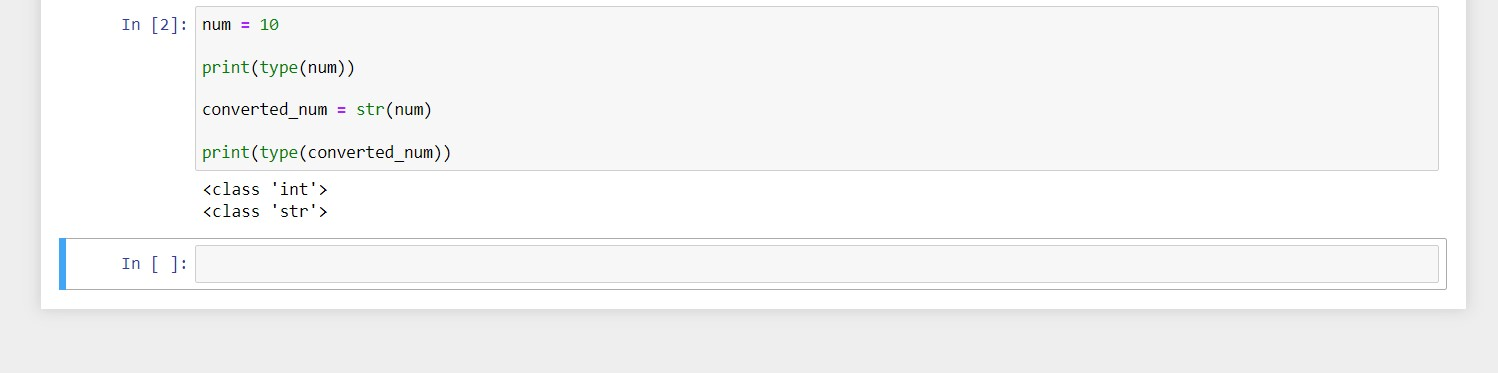 In [2]: num = 10
print(type(num))
converted_num = str(num)
print(type(converted_num))
<class 'int'>
<class 'str'>
In [ ]: